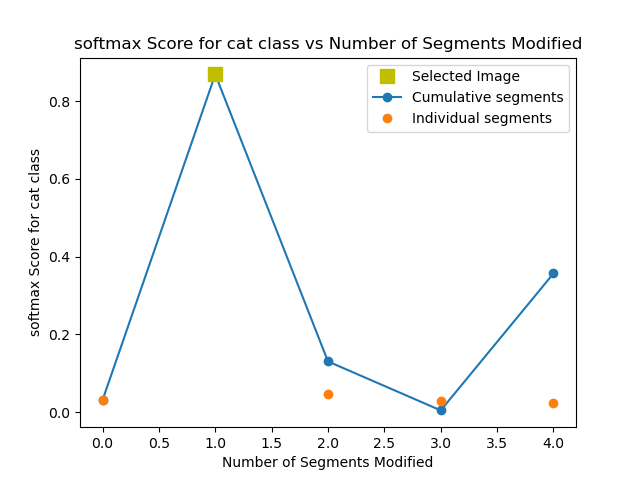 softmax Score for cat class vs Number of Segments Modified
Selected Image
Cumulative segments
Individual segments
softmax Score for cat class
0.8
0.6
0.4
0.2
0.0
0.0 0.5 1.0 1.5 2.0 2.5 3.0 3.5 4.0
Number of Segments Modified